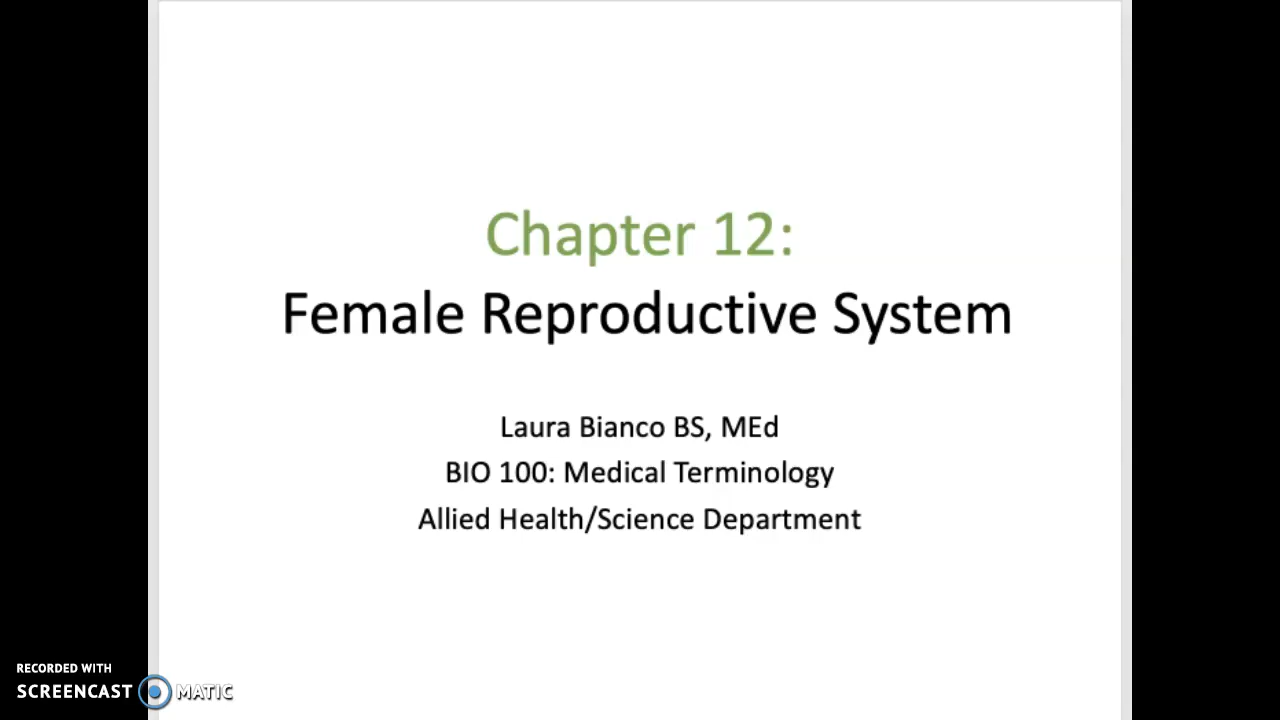 Chapter 12:
Female Reproductive System
Laura Bianco BS, MEd
BIO 100: Medical Terminology
Allied Health/Science Department
RECORDED WITH
SCREENCAST MATIC